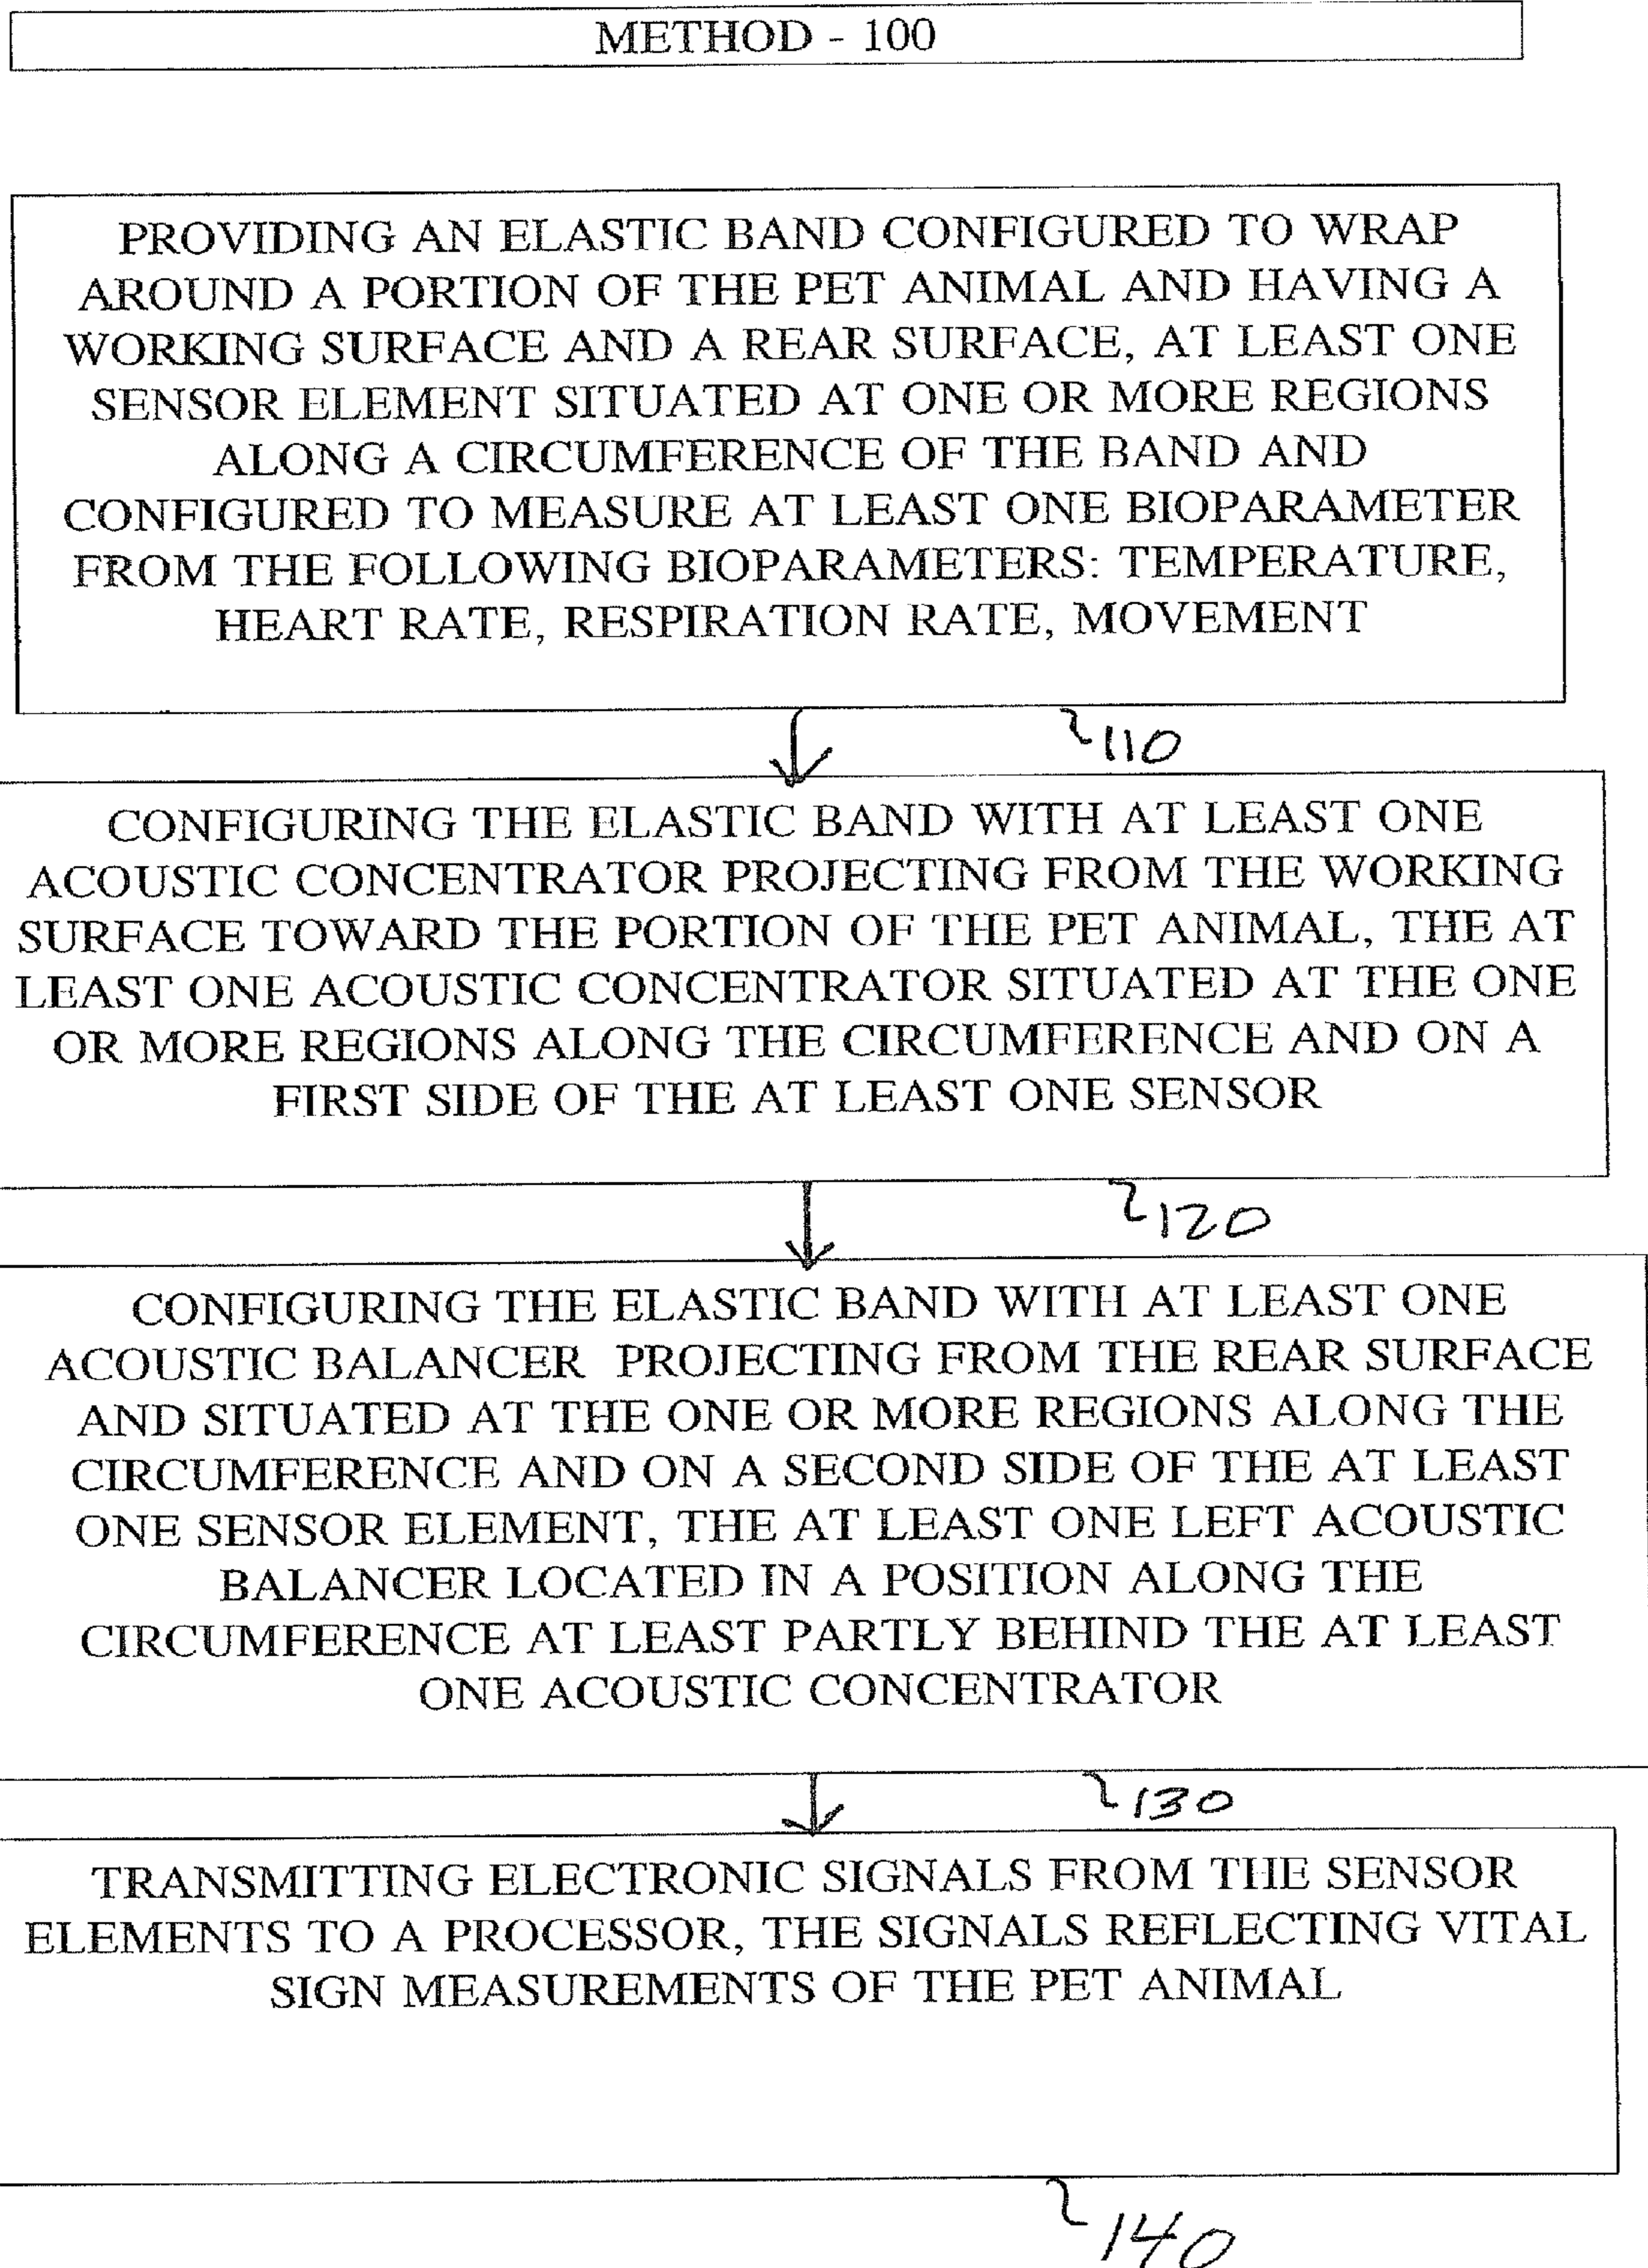 METHOD - 100
PROVIDING AN ELASTIC BAND CONFIGURED TO WRAP
AROUND A PORTION OF THE PET ANIMAL AND HAVING A
WORKING SURFACE AND A REAR SURFACE, AT LEAST ONE
SENSOR ELEMENT SITUATED AT ONE OR MORE REGIONS
ALONG A CIRCUMFERENCE OF THE BAND AND
CONFIGURED TO MEASURE AT LEAST ONE BIOPARAMETER
FROM THE FOLLOWING BIOPARAMETERS: TEMPERATURE,
HEART RATE, RESPIRATION RATE, MOVEMENT
110
CONFIGURING THE ELASTIC BAND WITH AT LEAST ONE
ACOUSTIC CONCENTRATOR PROJECTING FROM THE WORKING
SURFACE TOWARD THE PORTION OF THE PET ANIMAL, THE AT
LEAST ONE ACOUSTIC CONCENTRATOR SITUATED AT THE ONE
OR MORE REGIONS ALONG THE CIRCUMFERENCE AND ON A
FIRST SIDE OF THE AT LEAST ONE SENSOR
120
CONFIGURING THE ELASTIC BAND WITH AT LEAST ONE
ACOUSTIC BALANCER PROJECTING FROM THE REAR SURFACE
AND SITUATED AT THE ONE OR MORE REGIONS ALONG THE
CIRCUMFERENCE AND ON A SECOND SIDE OF THE AT LEAST
ONE SENSOR ELEMENT, THE AT LEAST ONE LEFT ACOUSTIC
BALANCER LOCATED IN A POSITION ALONG THE
CIRCUMFERENCE AT LEAST PARTLY BEHIND THE AT LEAST
ONE ACOUSTIC CONCENTRATOR
130
TRANSMITTING ELECTRONIC SIGNALS FROM THE SENSOR
ELEMENTS TO A PROCESSOR, THE SIGNALS REFLECTING VITAL
SIGN MEASUREMENTS OF THE PET ANIMAL
140